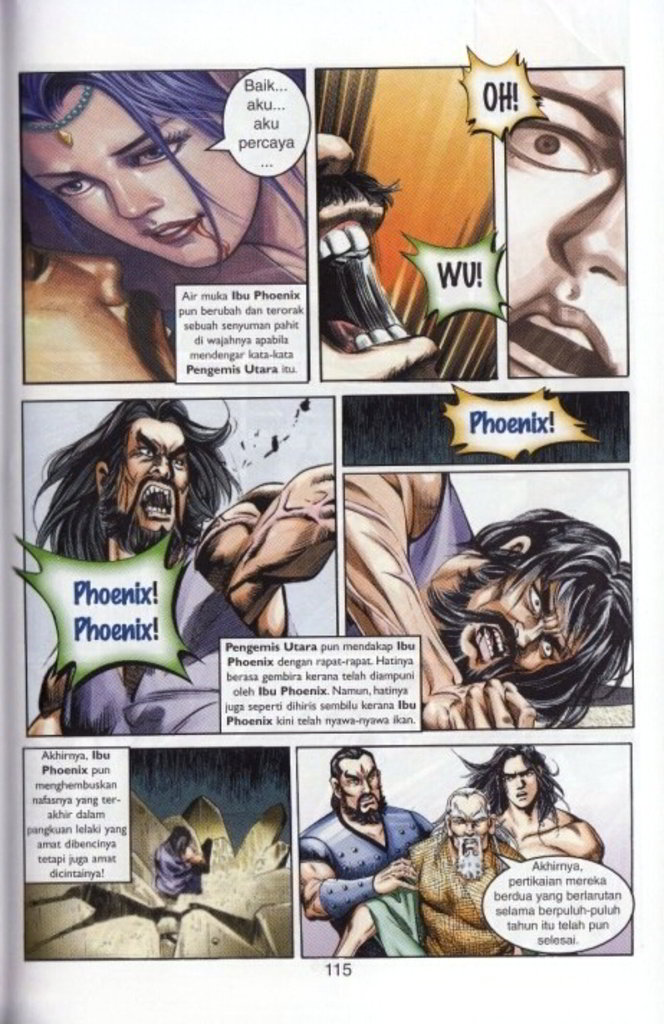 Baik...
aku...
aku
percaya
...
Air muka Ibu Phoenix
pun berubah dan terorak
sebuah senyuman pahit
di wajahnya apabila
mendengar kata-kata
Pengemis Utara itu.
OH!
WU!
Phoenix!
Phoenix!
Pengemis Utara pun mendakap Ibu
Phoenix dengan rapat-rapat. Hatinya
berasa gembira kerana telah diampuni
oleh Ibu Phoenix. Namun, hatinya
juga seperti dihiris sembilu kerana Ibu
Phoenix kini telah nyawa-nyawa ikan.
Phoenix!
Akhirnya, Ibu
Phoenix pun
menghembuskan
nafasnya yang ter-
akhir dalam
pangkuan lelaki yang
amat dibencinya
tetapi juga amat
dicintainya!
Akhirnya,
pertikaian mereka
berdua yang berlarutan
selama berpuluh-puluh
tahun itu telah pun
selesai.
115